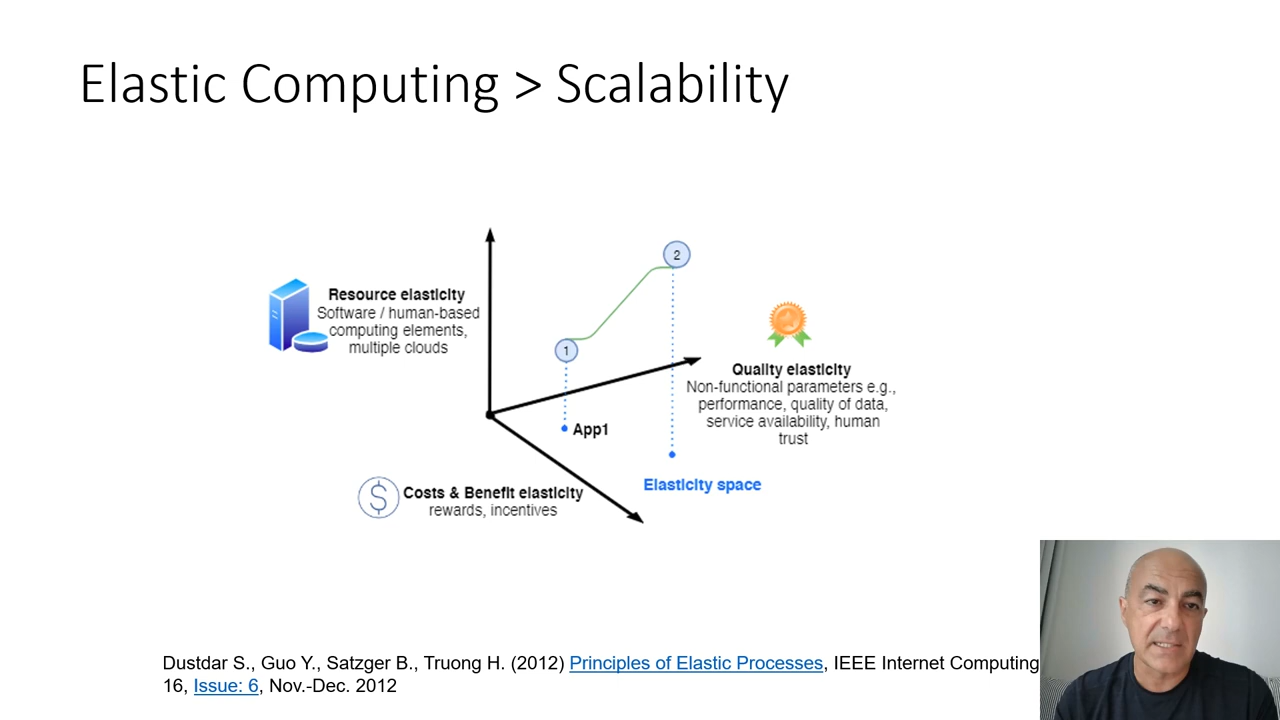 Elastic Computing > Scalability
2
Resource elasticity
Software / human-based
computing elements,
multiple clouds
1
Quality elasticity
Non-functional parameters e.g.,
performance, quality of data,
service availability, human
trust
App1
Elasticity space
$
Costs & Benefit elasticity
rewards, incentives
Dustdar S., Guo Y., Satzger B., Truong H. (2012) Principles of Elastic Processes, IEEE Internet Computing
16, Issue: 6, Nov.-Dec. 2012